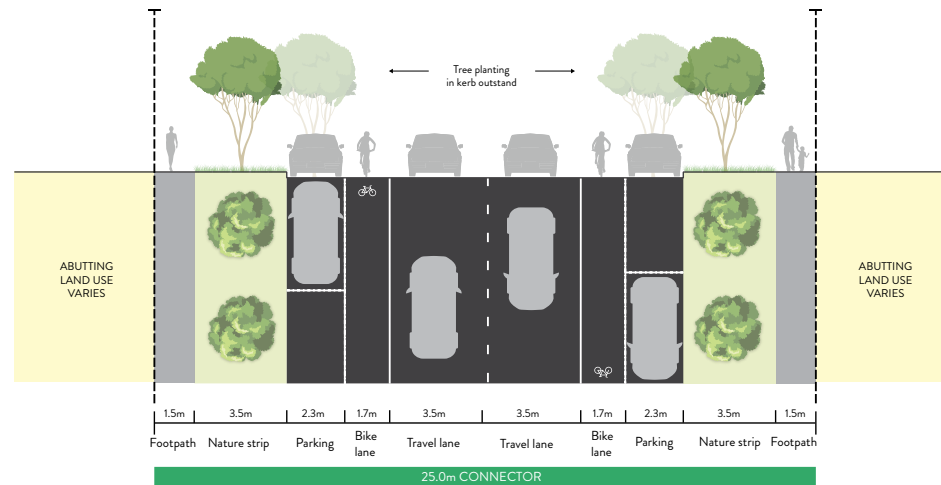 Tree planting
in kerb outstand
ABUTTING
LAND USE
VARIES
ABUTTING
LAND USE
VARIES
1.5m 3.5m 2.3m 1.7m 3.5m 3.5m 1.7m 2.3m 3.5m 1.5m
Footpath Nature strip Parking Bike
lane Travel lane Travel lane Bike
lane Parking Nature strip Footpath
25.0m CONNECTOR